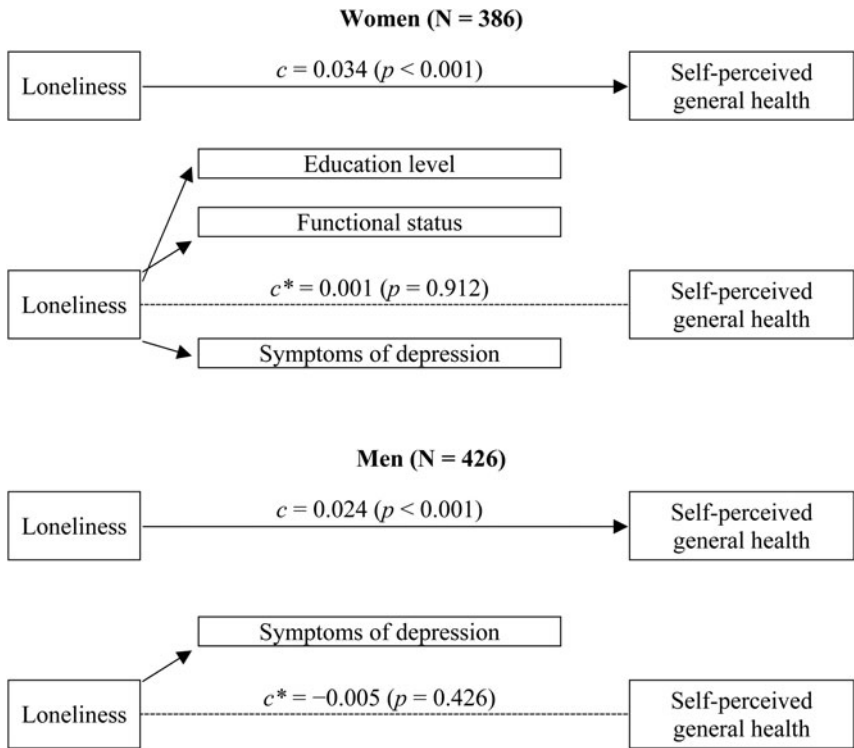 Women (N = 386)
c = 0.034 (p < 0.001)
Loneliness
Self-perceived
general health
Education level
Functional status
c* = 0.001 (p = 0.912)
Loneliness
Self-perceived
general health
Symptoms of depression
Men (N = 426)
c = 0.024 (p < 0.001)
Loneliness
Self-perceived
general health
Symptoms of depression
c* = −0.005 (p = 0.426)
Loneliness
Self-perceived
general health